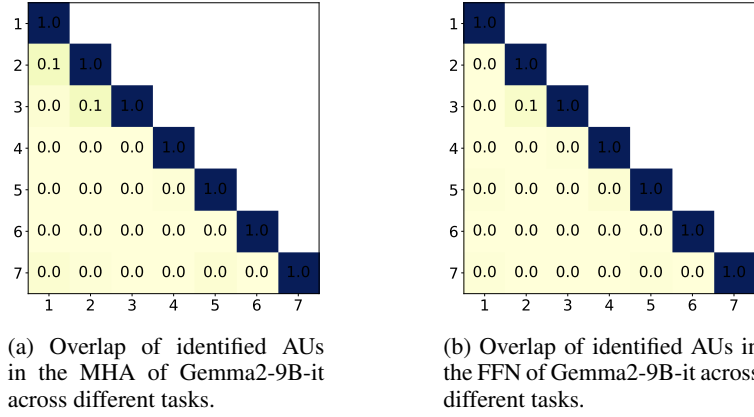 1 1.0
2 0.1 1.0
3 0.0 0.1 1.0
4 0.0 0.0 0.0 1.0
5 0.0 0.0 0.0 0.0 1.0
6 0.0 0.0 0.0 0.0 0.0 1.0
7 0.0 0.0 0.0 0.0 0.0 0.0 1.0
1 2 3 4 5 6 7
(a) Overlap of identified AUs
in the MHA of Gemma2-9B-it
across different tasks.
1 1.0
2 0.0 1.0
3 0.0 0.1 1.0
4 0.0 0.0 0.0 1.0
5 0.0 0.0 0.0 0.0 1.0
6 0.0 0.0 0.0 0.0 0.0 1.0
7 0.0 0.0 0.0 0.0 0.0 0.0 1.0
1 2 3 4 5 6 7
(b) Overlap of identified AUs in
the FFN of Gemma2-9B-it across
different tasks.